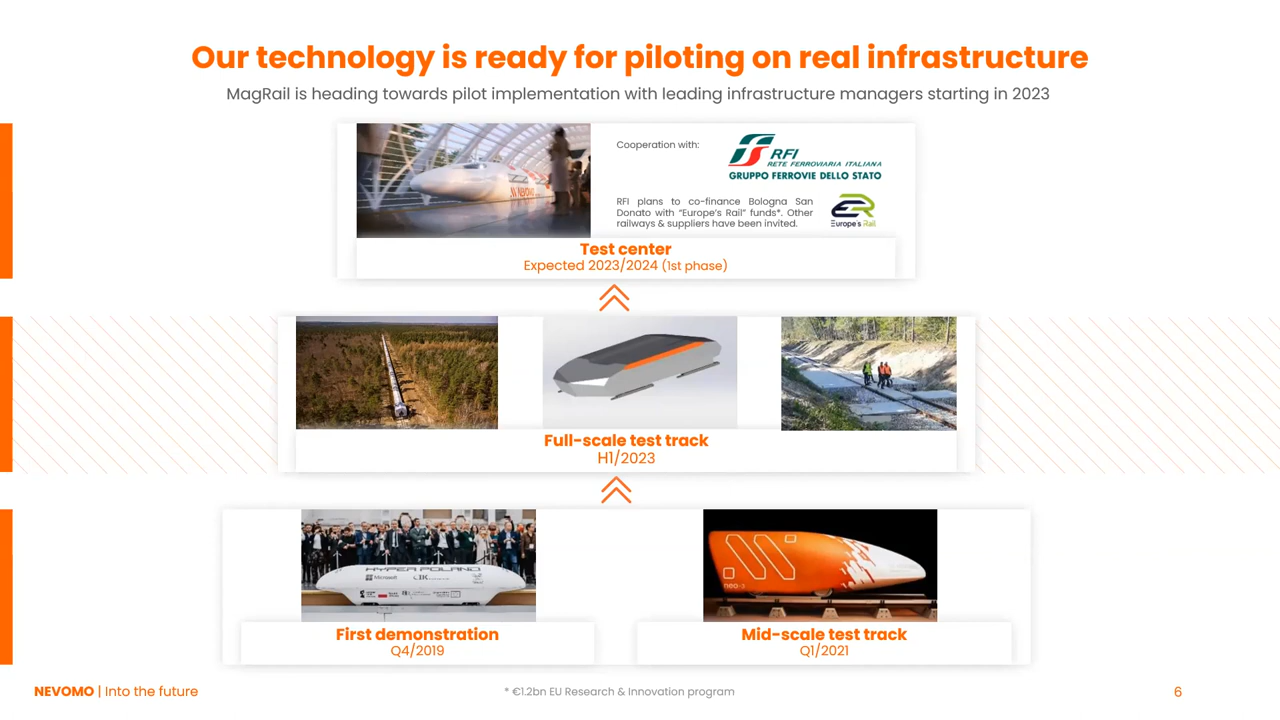 Our technology is ready for piloting on real infrastructure
MagRail is heading towards pilot implementation with leading infrastructure managers starting in 2023
Cooperation with:
RFI
RETE FERROVIARIA ITALIANA
GRUPPO FERROVIE DELLO STATO
RFI plans to co-finance Bologna San
Donato with “Europe’s Rail” funds*. Other
railways & suppliers have been invited.
Europe's Rail
Test center
Expected 2023/2024 (1st phase)
Full-scale test track
H1/2023
HYPER POLAND
Microsoft
neo->
First demonstration
Q4/2019
Mid-scale test track
Q1/2021
NEVOMO | Into the future
* €1.2bn EU Research & Innovation program
6